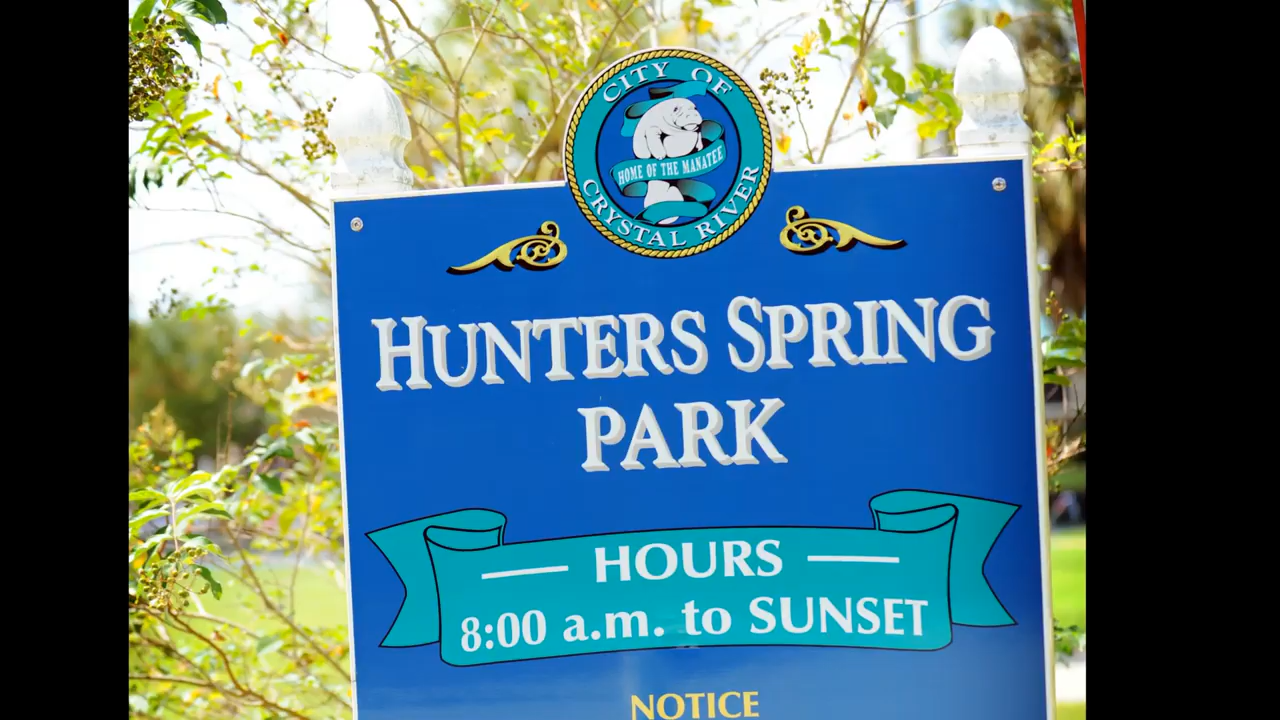 CITY OF
HOME OF THE MANATEE
CRYSTAL RIVER
HUNTERS SPRING
PARK
HOURS
8:00 a.m. to SUNSET
NOTICE